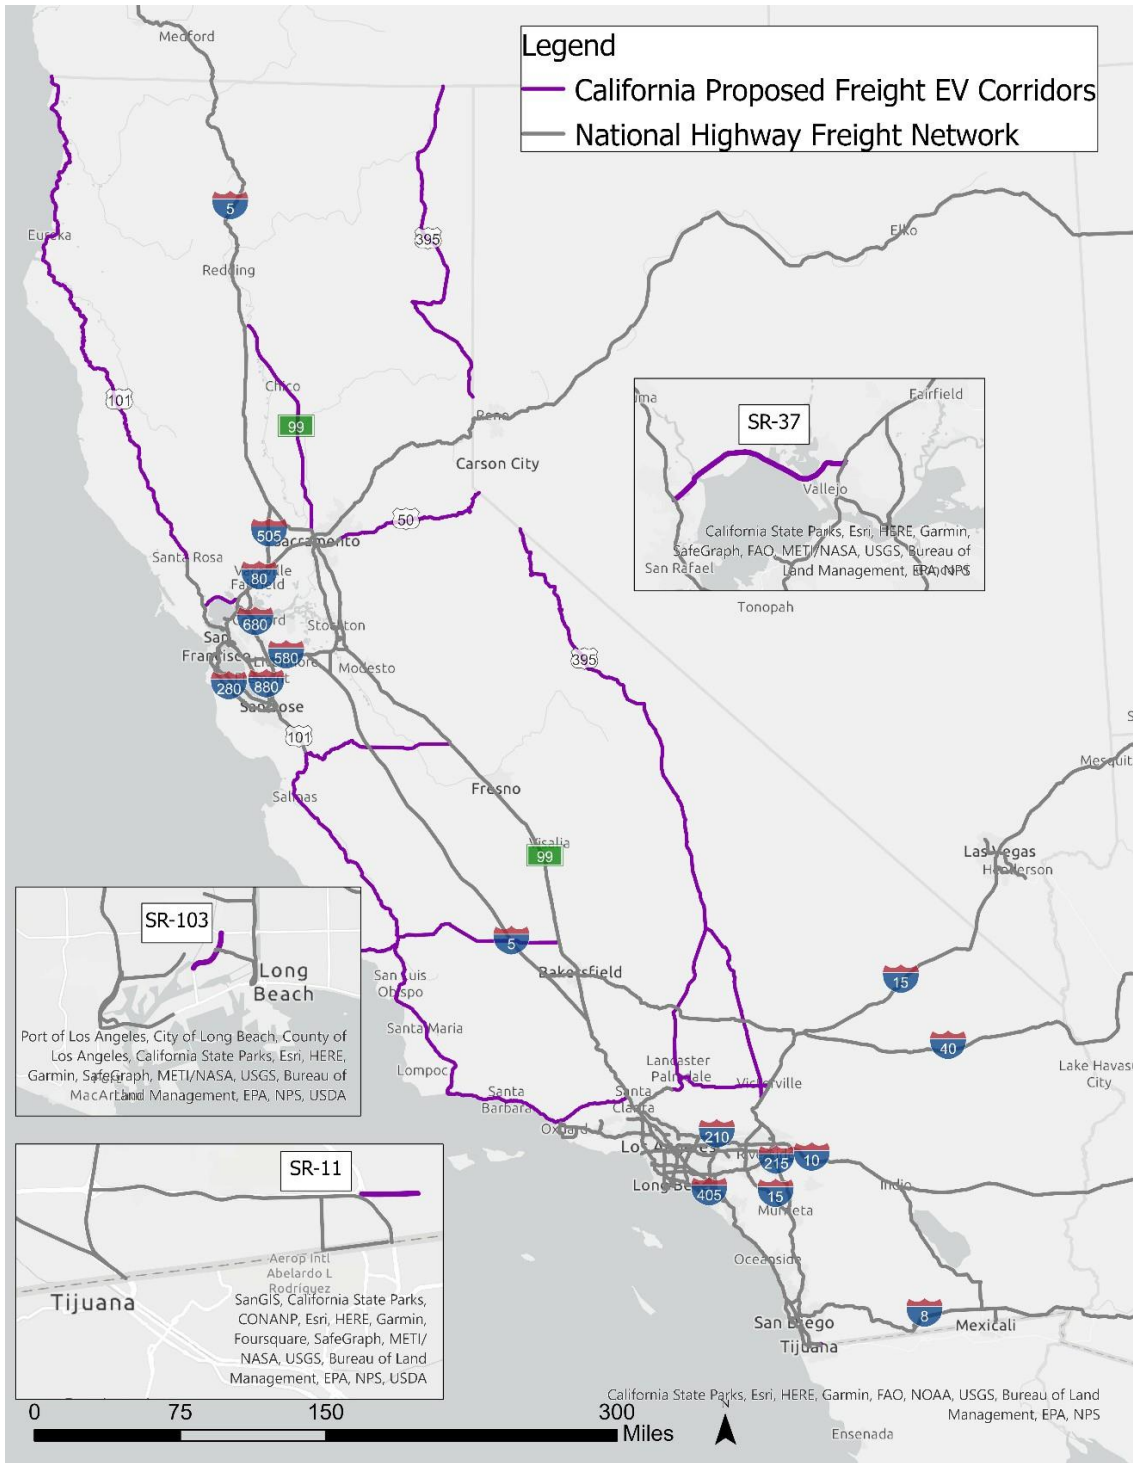 Medford
Legend
California Proposed Freight EV Corridors
National Highway Freight Network
5
395
Eureka
Elko
Redding
101
Chico
99
Reno
Carson City
50
505
Sacramento
Santa Rosa
80
Fairfield
680
Stockton
San
Francisco
580
Modesto
280
880
San Jose
101
395
ima
Fairfield
SR-37
Vallejo
California State Parks, Esri, HERE, Garmin,
SafeGraph, FAO, METI/NASA, USGS, Bureau of
San Rafael
Land Management, EPA, NPS
Tonopah
S
Mesquit
Salinas
Fresno
Visalia
99
Las Vegas
Henderson
SR-103
Long
Beach
Port of Los Angeles, City of Long Beach, County of
Los Angeles, California State Parks, Esri, HERE,
Garmin, SafeGraph, METI/NASA, USGS, Bureau of
Land Management, EPA, NPS, USDA
5
Bakersfield
San Luis
Obispo
15
Santa Maria
40
Lompoc
Lancaster
Palmdale
Victorville
Lake Havasu
City
Santa
Barbara
Santa
Clarita
Oxnard
210
Los Angeles
215
10
Long Be
405
15
Indio
Murrieta
Oceanside
San Diego
Tijuana
8
Mexicali
SR-11
Aerop Intl
Abelardo L
Rodríguez
Tijuana
SanGIS, California State Parks,
CONANP, Esri, HERE, Garmin,
Foursquare, SafeGraph, METI/
NASA, USGS, Bureau of Land
Management, EPA, NPS, USDA
California State Parks, Esri, HERE, Garmin, FAO, NOAA, USGS, Bureau of Land
Management, EPA, NPS
0 75 150 300 Miles
N
Ensenada